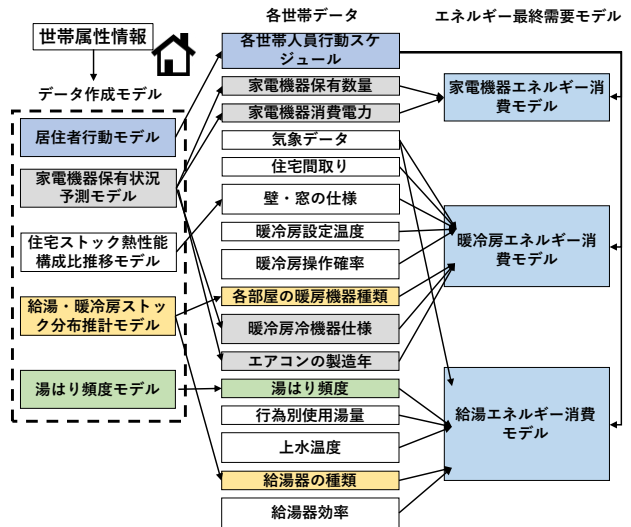 世帯属性情報
データ作成モデル
居住者行動モデル
家電機器保有状況
予測モデル
住宅ストック熱性能
構成比推移モデル
給湯・暖冷房ストッ
ク分布推計モデル
湯はり頻度モデル
各世帯データ
各世帯人員行動スケ
ジュール
家電機器保有数量
家電機器消費電力
気象データ
住宅間取り
壁・窓の仕様
暖冷房設定温度
暖冷房操作確率
各部屋の暖房機器種類
暖冷房冷機器仕様
エアコンの製造年
湯はり頻度
行為別使用湯量
上水温度
給湯器の種類
給湯器効率
エネルギー最終需要モデル
家電機器エネルギー消
費モデル
暖冷房エネルギー消
費モデル
給湯エネルギー消費
モデル